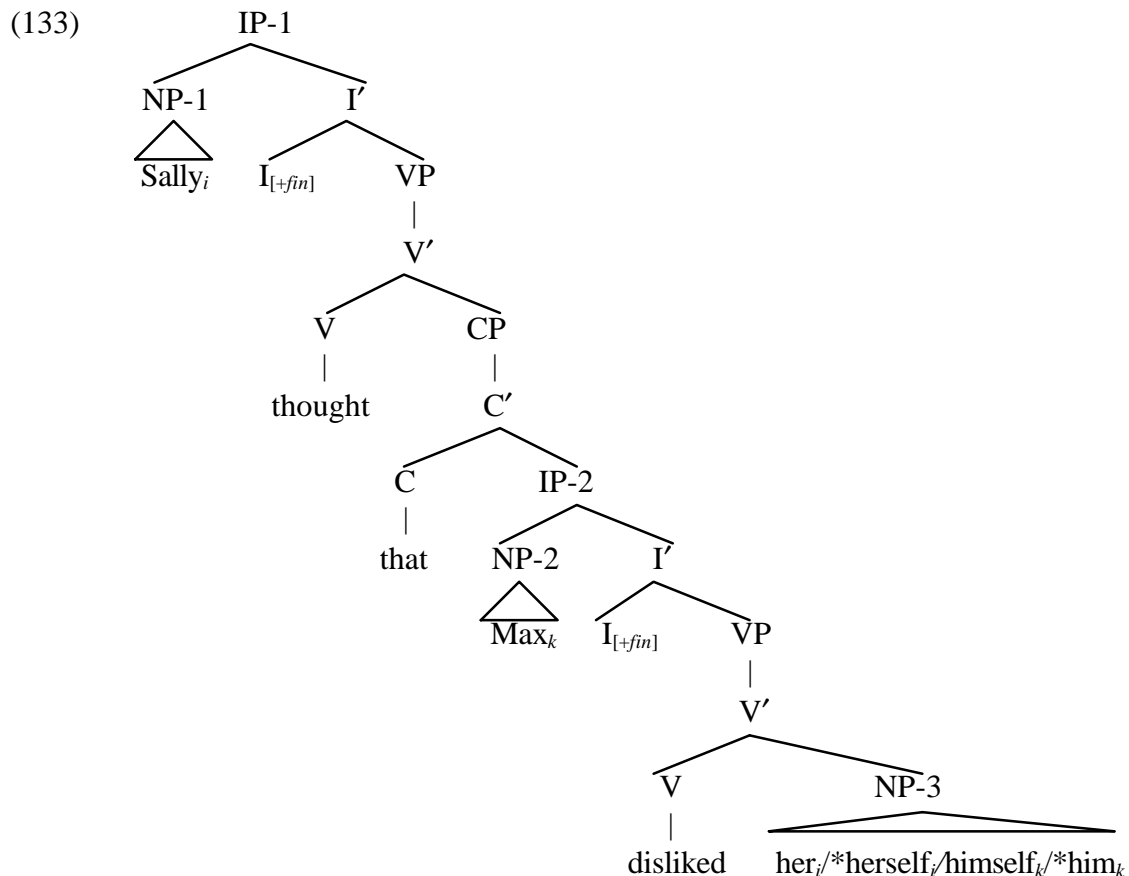 (133) IP-1
NP-1 I′
Sallyᵢ I[+fin] VP
V′
V CP
thought C′
C IP-2
that NP-2 I′
Maxₖ I[+fin] VP
V′
V NP-3
disliked herᵢ/*herselfᵢ/himselfₖ/*himₖ